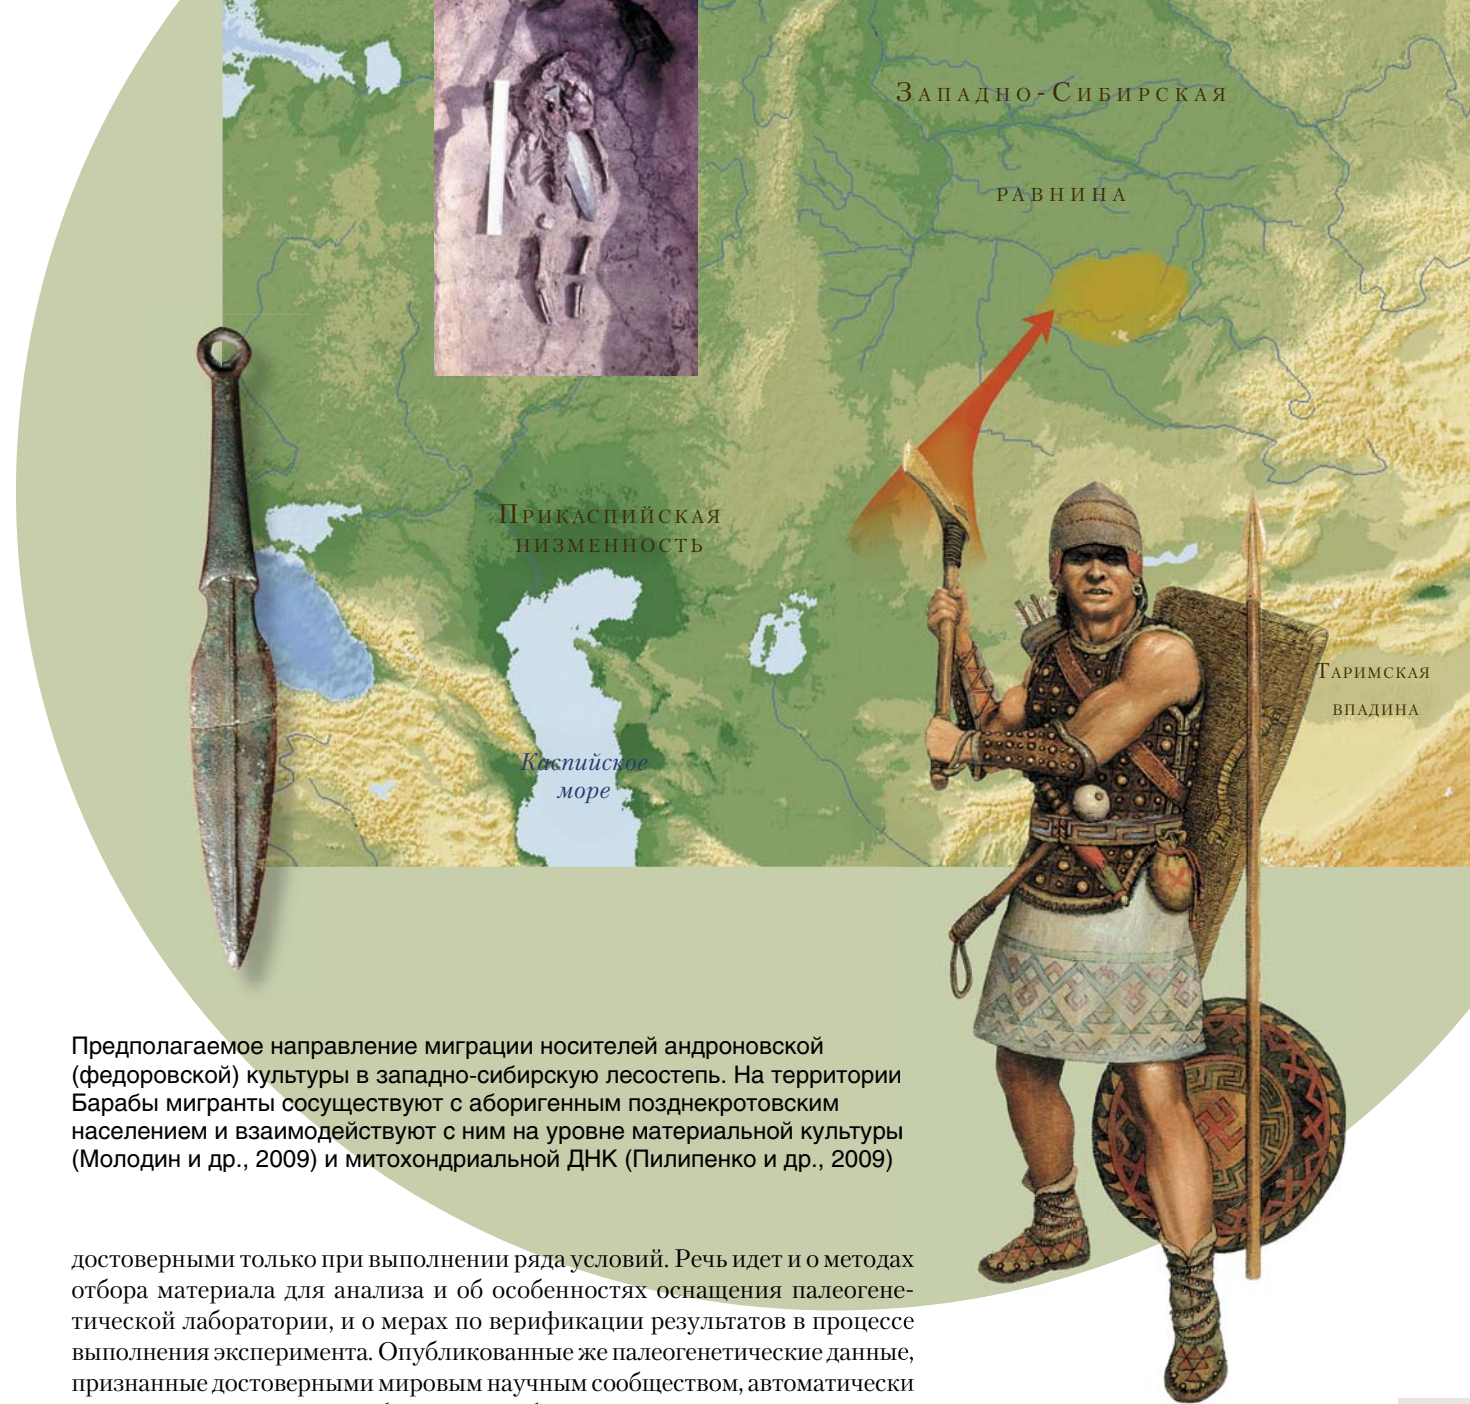 Западно-Сибирская
равнина
Прикаспийская
низменность
Таримская
впадина
Каспийское
море
Предполагаемое направление миграции носителей андроновской
(федоровской) культуры в западно-сибирскую лесостепь. На территории
Барабы мигранты сосуществуют с аборигенным позднекротовским
населением и взаимодействуют с ним на уровне материальной культуры
(Молодин и др., 2009) и митохондриальной ДНК (Пилипенко и др., 2009)
достоверными только при выполнении ряда условий. Речь идет и о методах
отбора материала для анализа и об особенностях оснащения палеогене-
тической лаборатории, и о мерах по верификации результатов в процессе
выполнения эксперимента. Опубликованные же палеогенетические данные,
признанные достоверными мировым научным сообществом, автоматически